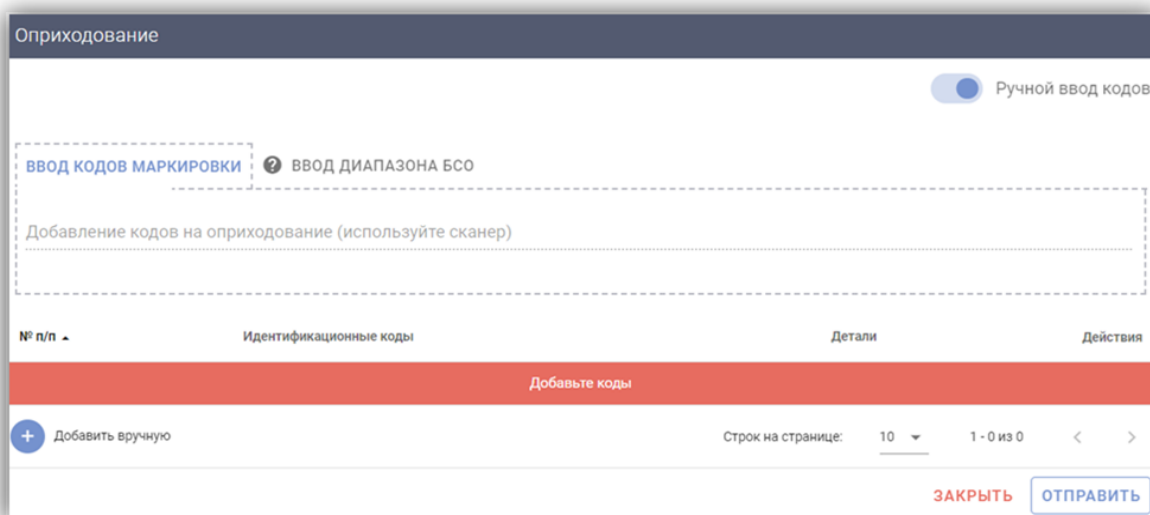 Оприходование
Ручной ввод кодов
ВВОД КОДОВ МАРКИРОВКИ ? ВВОД ДИАПАЗОНА БСО
Добавление кодов на оприходование (используйте сканер)
№ п/п Идентификационные коды Детали Действия
Добавьте коды
+ Добавить вручную Строк на странице: 10 1 - 0 из 0 < >
ЗАКРЫТЬ ОТПРАВИТЬ